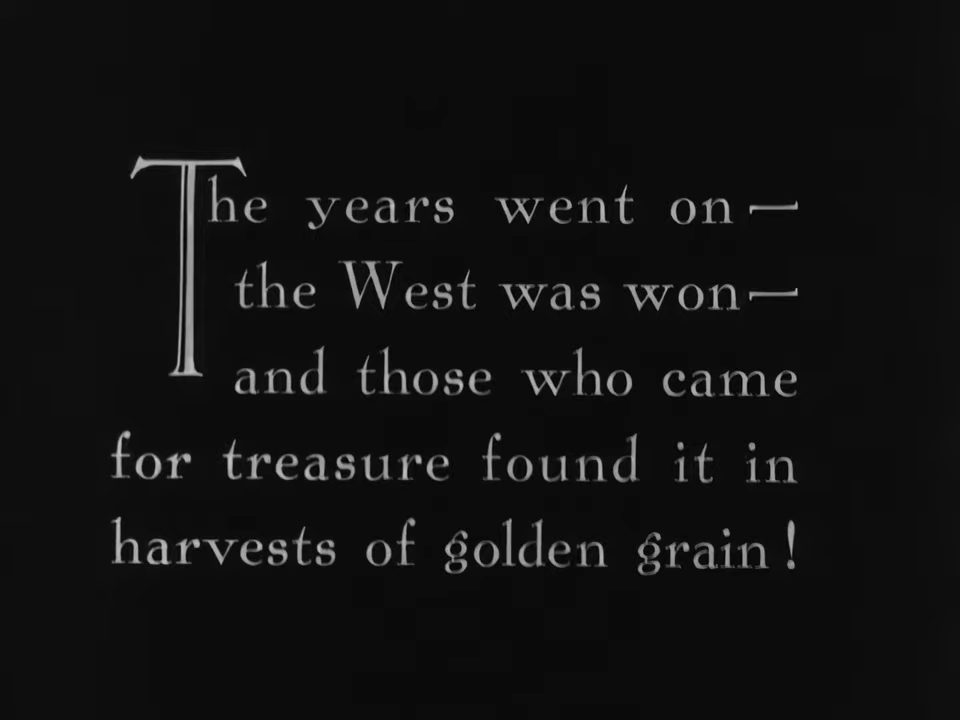 The years went on—
the West was won—
and those who came
for treasure found it in
harvests of golden grain!